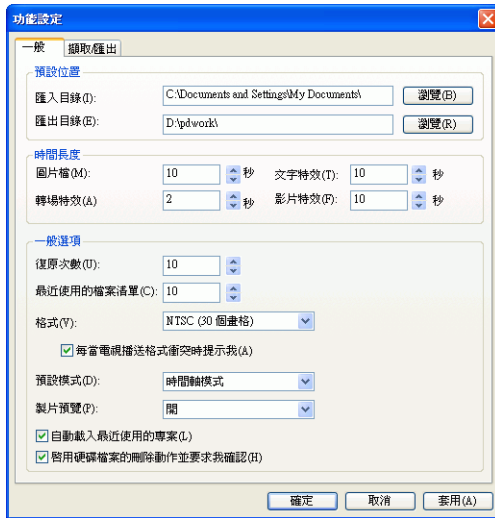 功能設定
一般 擷取/匯出
預設位置
匯入目錄(I): C:\Documents and Settings\My Documents\ 瀏覽(B)
匯出目錄(E): D:\pdwork\ 瀏覽(R)
時間長度
圖片檔(M): 10 秒 文字特效(T): 10 秒
轉場特效(A) 2 秒 影片特效(F): 10 秒
一般選項
復原次數(U): 10
最近使用的檔案清單(C): 10
格式(V): NTSC (30 個畫格)
每當電視播送格式衝突時提示我(A)
預設模式(D): 時間軸模式
製片預覽(P): 開
自動載入最近使用的專案(L)
啓用硬碟檔案的刪除動作並要求我確認(H)
確定 取消 套用(A)